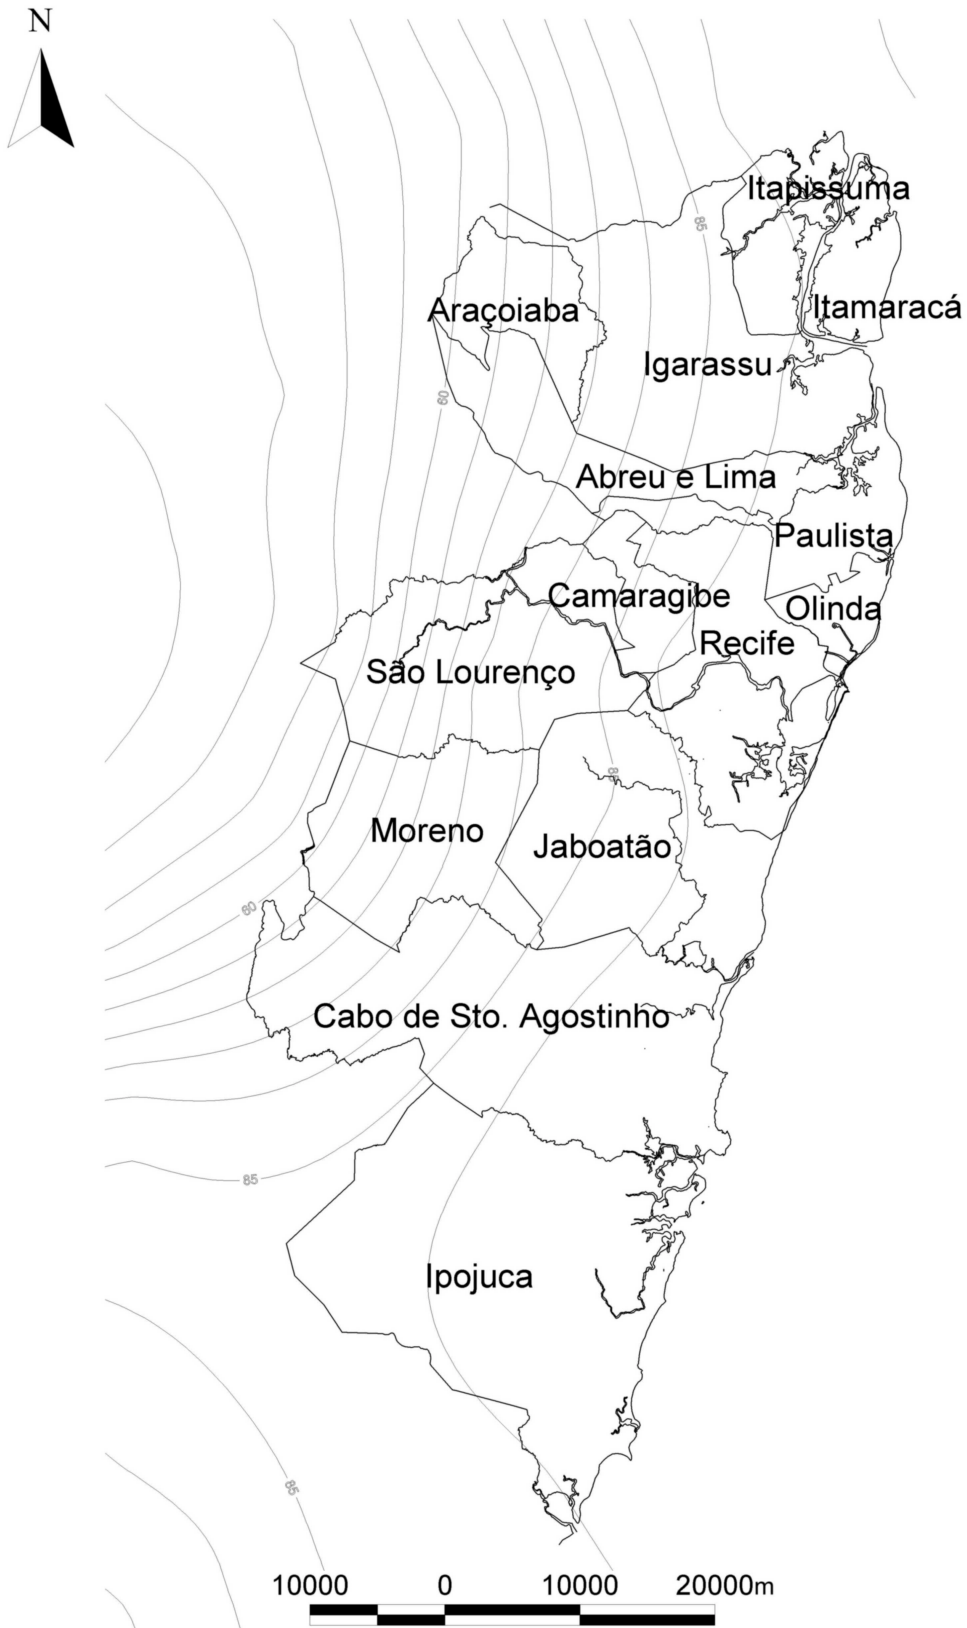 N
Itapissuma
85
Itamaracá
Araçoiaba
Igarassu
60
Abreu e Lima
Paulista
Camaragibe
Olinda
Recife
São Lourenço
85
Moreno
Jaboatão
60
Cabo de Sto. Agostinho
85
Ipojuca
85
10000 0 10000 20000m